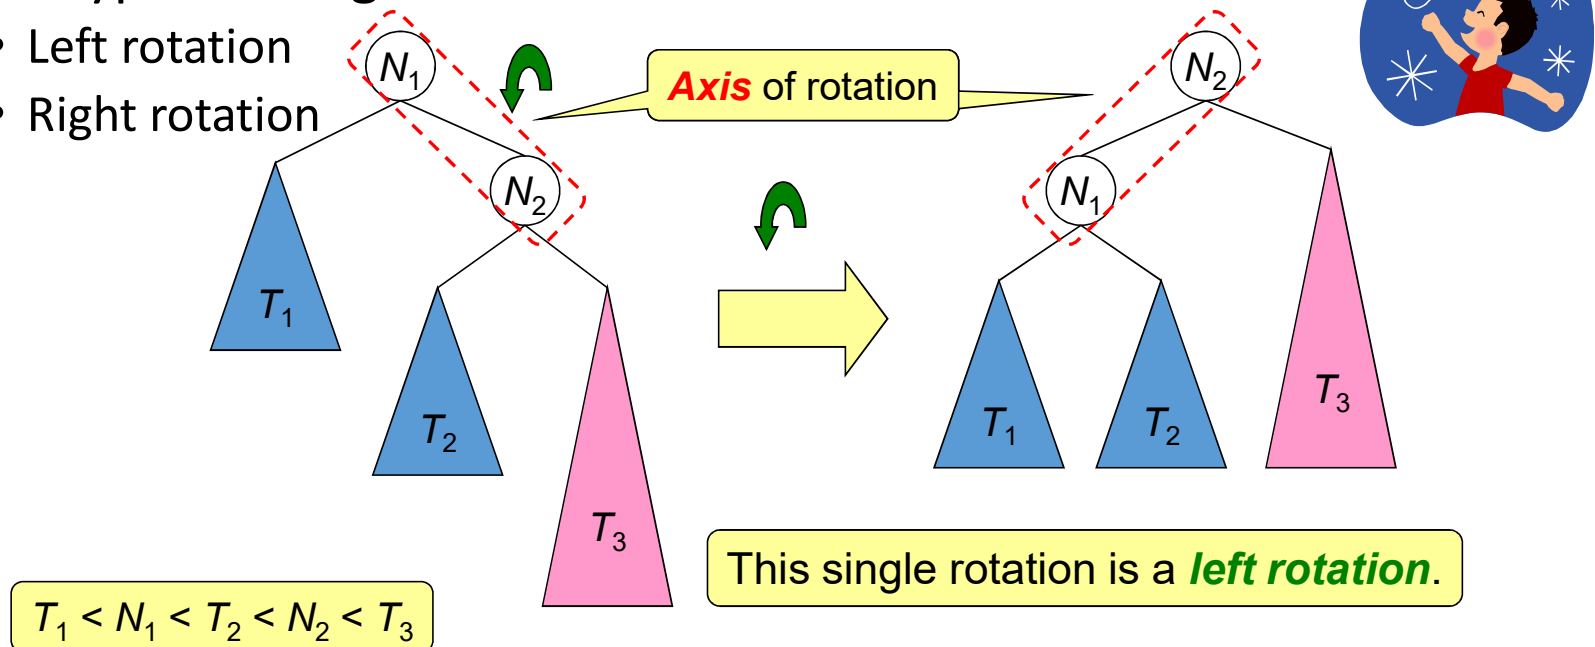 • Left rotation
• Right rotation
N1
N2
T1
T2
T3
Axis of rotation
N2
N1
T1
T2
T3
This single rotation is a left rotation.
T1 < N1 < T2 < N2 < T3